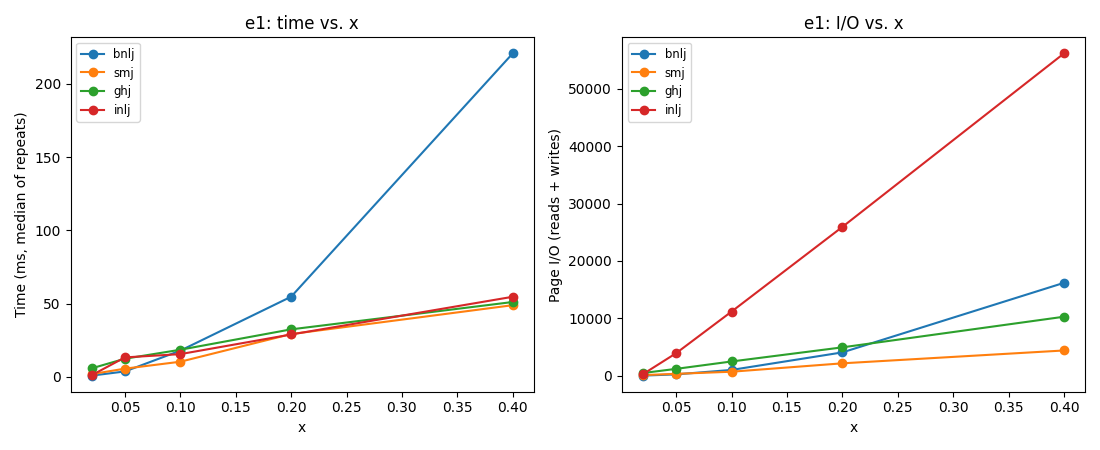 e1: time vs. x
bnlj
smj
ghj
inlj
Time (ms, median of repeats)
200
150
100
50
0
0.05 0.10 0.15 0.20 0.25 0.30 0.35 0.40
x
e1: I/O vs. x
bnlj
smj
ghj
inlj
Page I/O (reads + writes)
50000
40000
30000
20000
10000
0
0.05 0.10 0.15 0.20 0.25 0.30 0.35 0.40
x